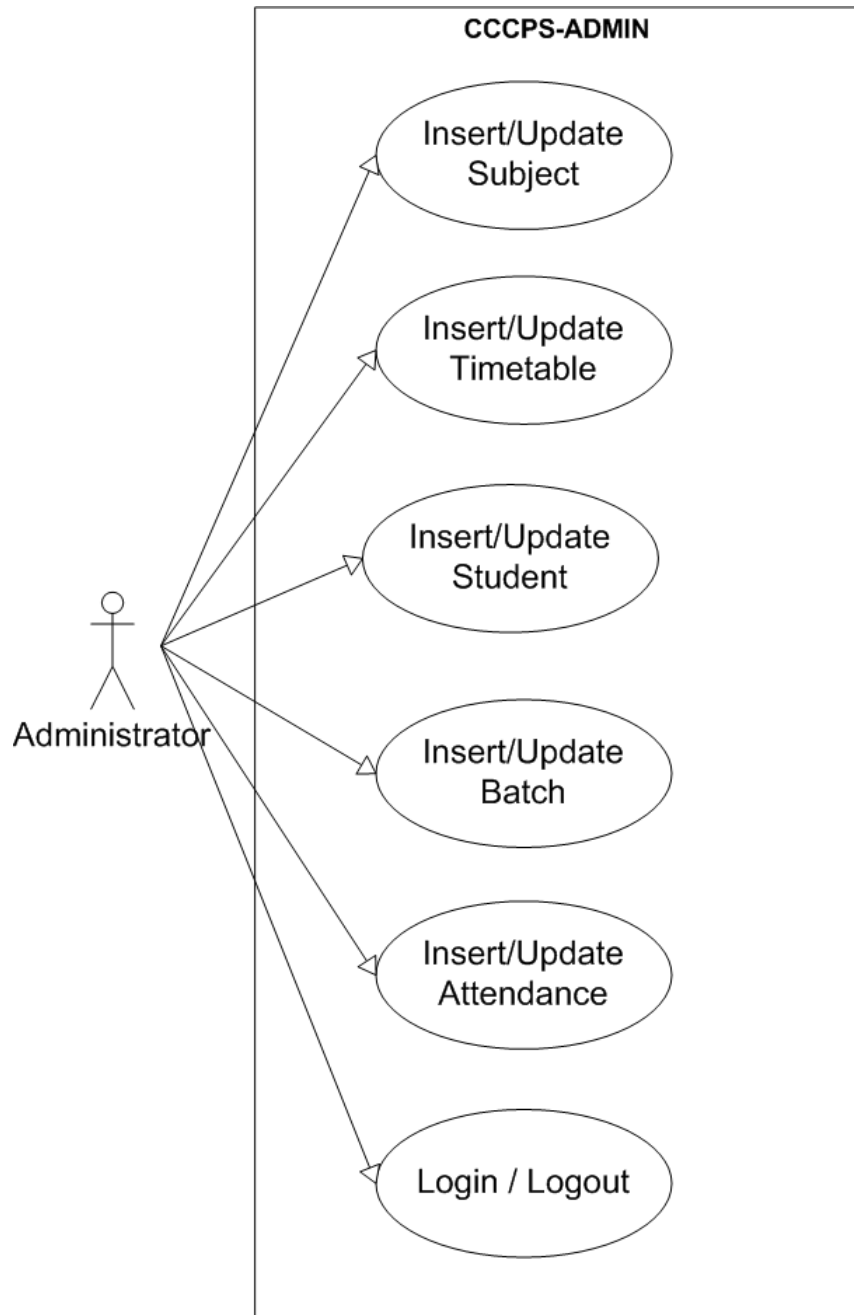 CCCPS-ADMIN
Insert/Update
Subject
Insert/Update
Timetable
Insert/Update
Student
Administrator
Insert/Update
Batch
Insert/Update
Attendance
Login / Logout